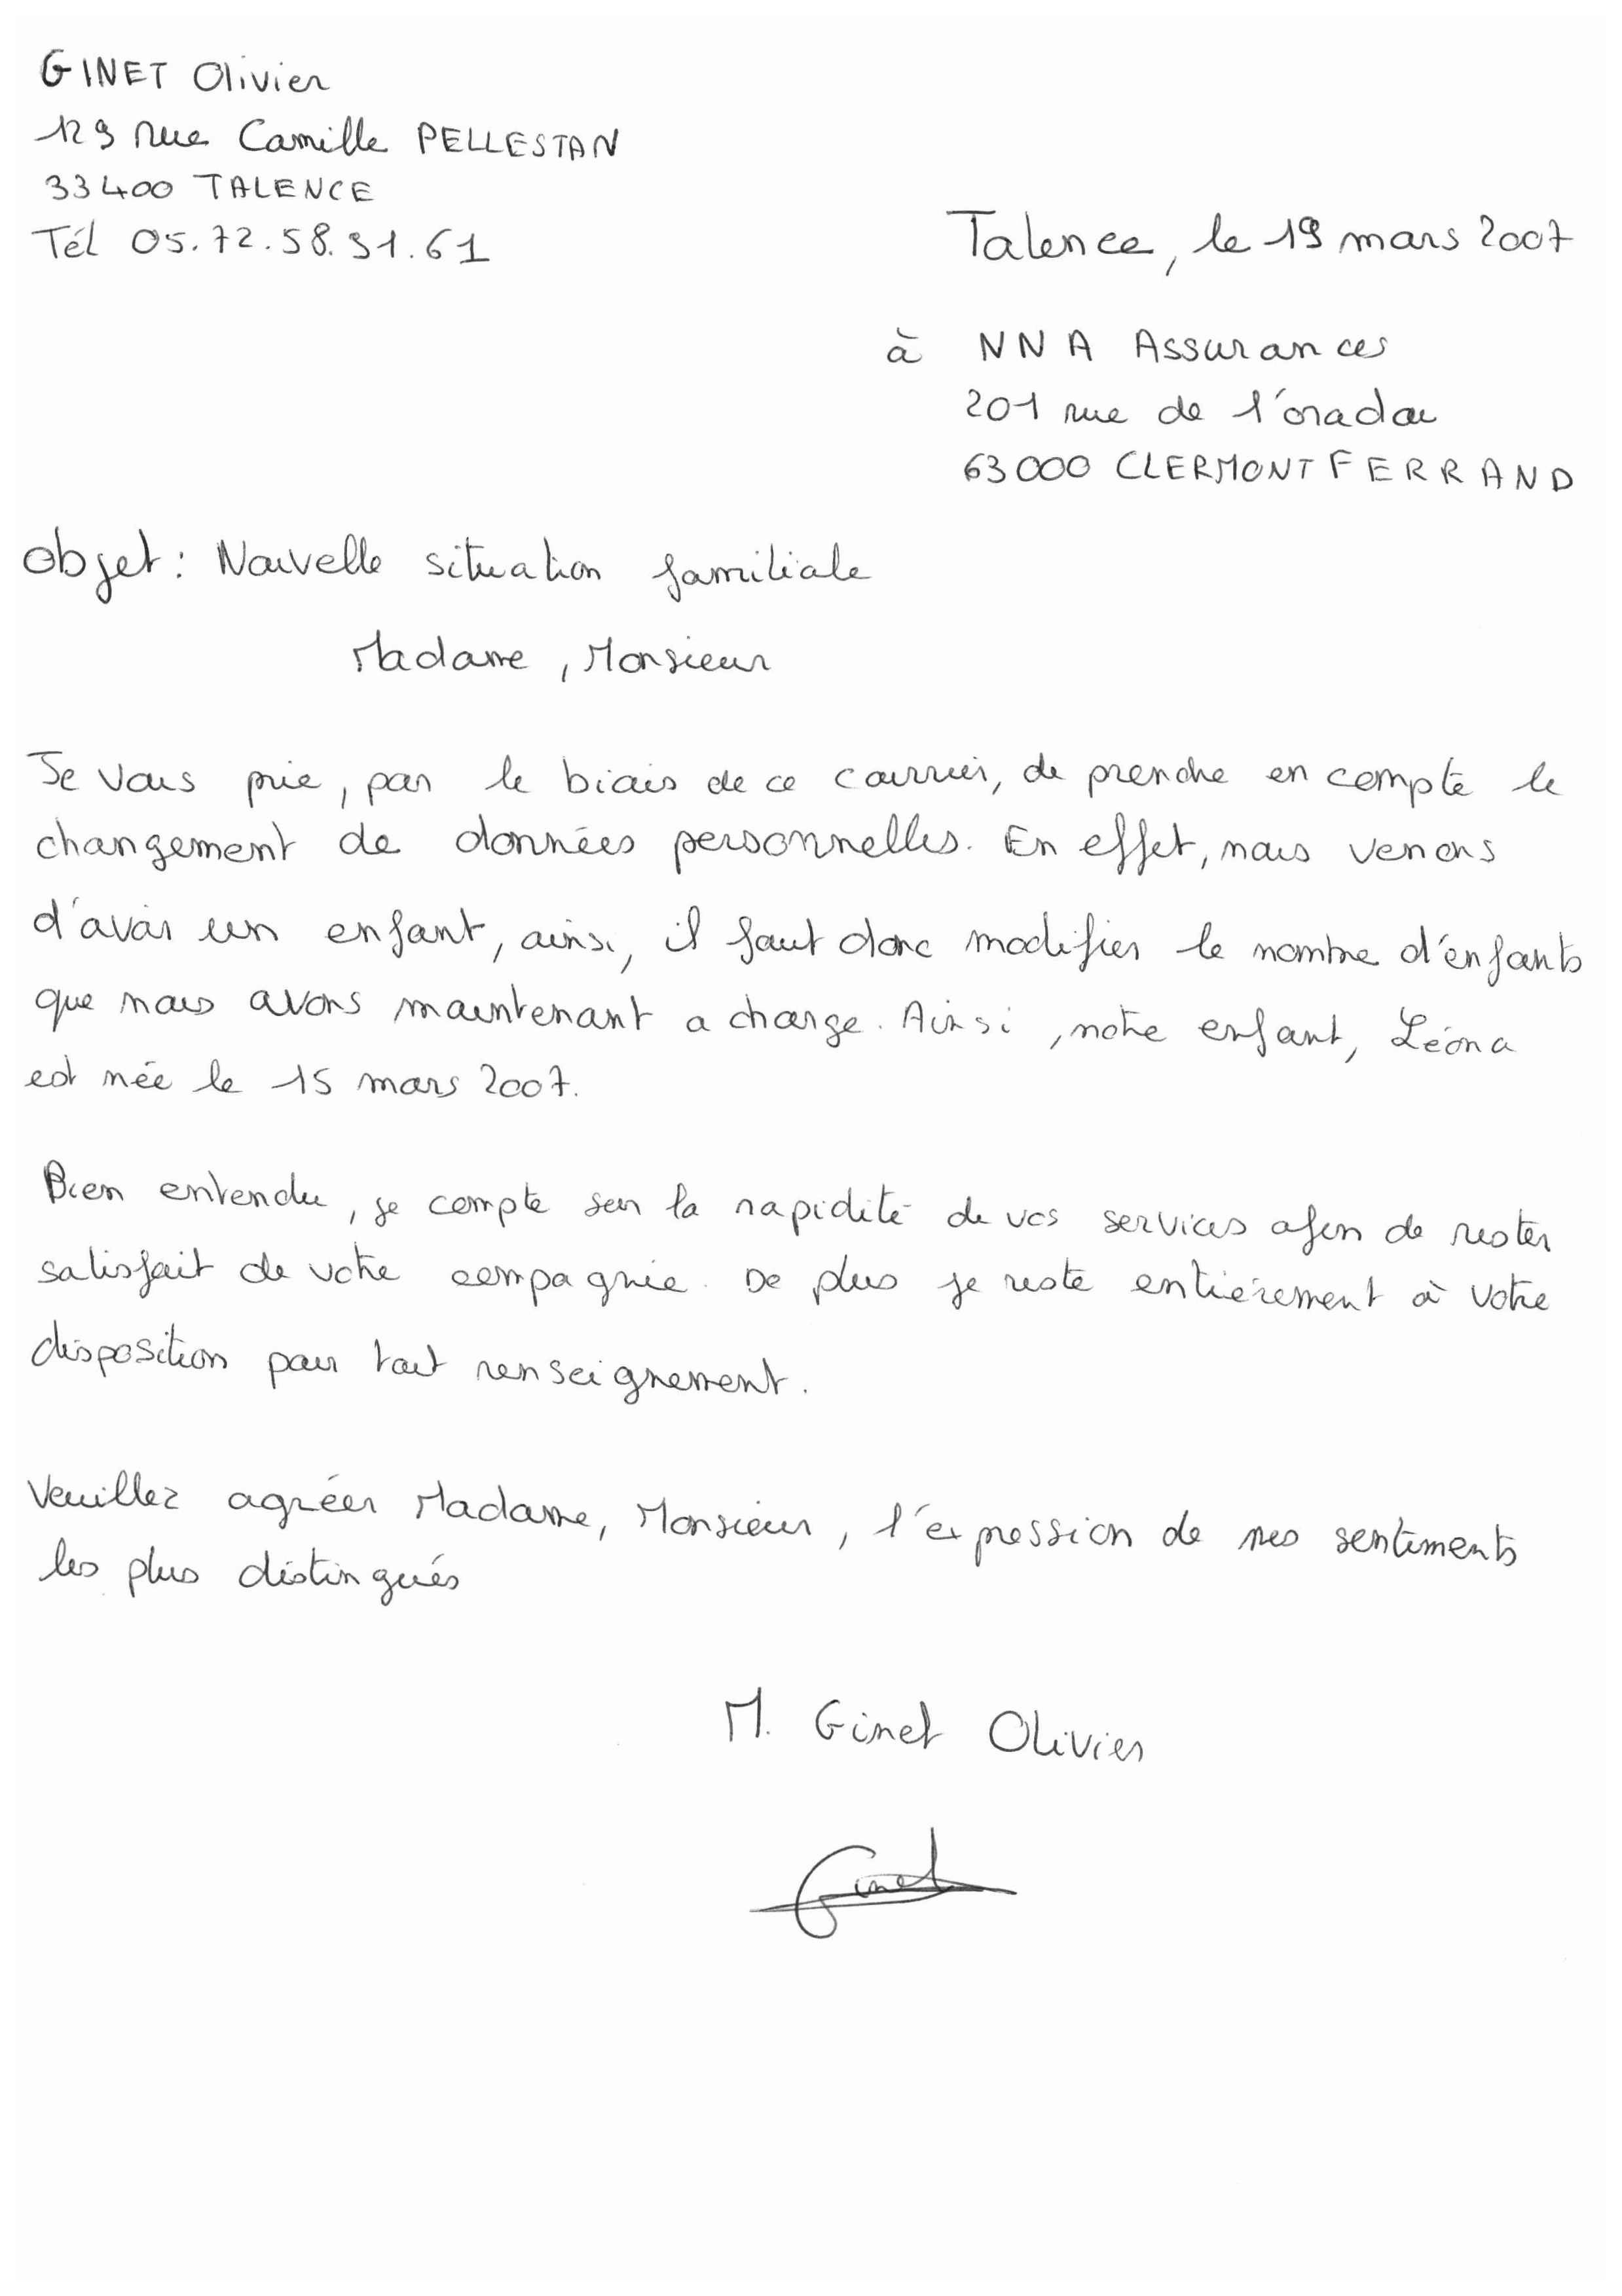 GINET Olivier
129 rue Camille PELLESTAN
33400 TALENCE
Tél 05.72.58.91.61
Talence, le 19 mars 2007
à NNA Assurances
201 rue de l'oradou
63000 CLERMONT FERRAND
Objet : Nouvelle situation familiale
Madame, Monsieur
Je vous prie, par le biais de ce courrier, de prendre en compte le
changement de données personnelles. En effet, nous venons
d'avoir un enfant, ainsi, il faut donc modifier le nombre d'enfants
que nous avons maintenant a charge. Ainsi, notre enfant, Léona
est née le 15 mars 2007.
Bien entendu, je compte sur la rapidité de vos services afin de rester
satisfait de votre compagnie. De plus je reste entièrement à votre
disposition pour tout renseignement.
Veuillez agréer Madame, Monsieur, l'expression de mes sentiments
les plus distingués
M. Ginet Olivier
Ginet